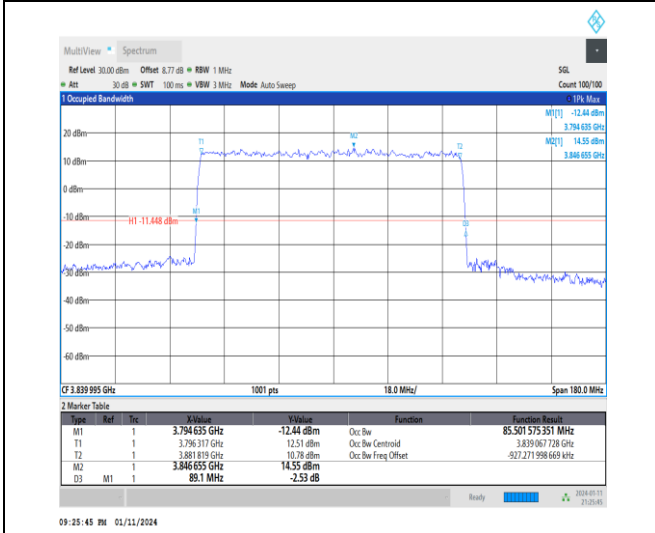 MultiView Spectrum
Ref Level 30.00 dBm Offset 8.77 dB RBW 1 MHz SGL
Att 30 dB SWT 100 ms VBW 3 MHz Mode Auto Sweep Count 100/100
1 Occupied Bandwidth 1Pk Max
M1[1] -12.44 dBm
3.794 635 GHz
M2[1] 14.55 dBm
3.846 655 GHz
20 dBm
T1 M2 T2
10 dBm
0 dBm
-10 dBm
M1
H1 -11.448 dBm
D3
-30 dBm
-40 dBm
-50 dBm
-60 dBm
CF 3.839 995 GHz 1001 pts 18.0 MHz/ Span 180.0 MHz
2 Marker Table
Type Ref Trc X-Value Y-Value Function Function Result
M1 1 3.794 635 GHz -12.44 dBm Occ Bw 85.501 575 351 MHz
T1 1 3.796 317 GHz 12.51 dBm Occ Bw Centroid 3.839 067 728 GHz
T2 1 3.881 819 GHz 10.78 dBm Occ Bw Freq Offset -927.271 998 669 kHz
M2 1 3.846 655 GHz 14.55 dBm
D3 M1 1 89.1 MHz -2.53 dB
Ready 2024-01-11
21:25:45
09:25:45 PM 01/11/2024